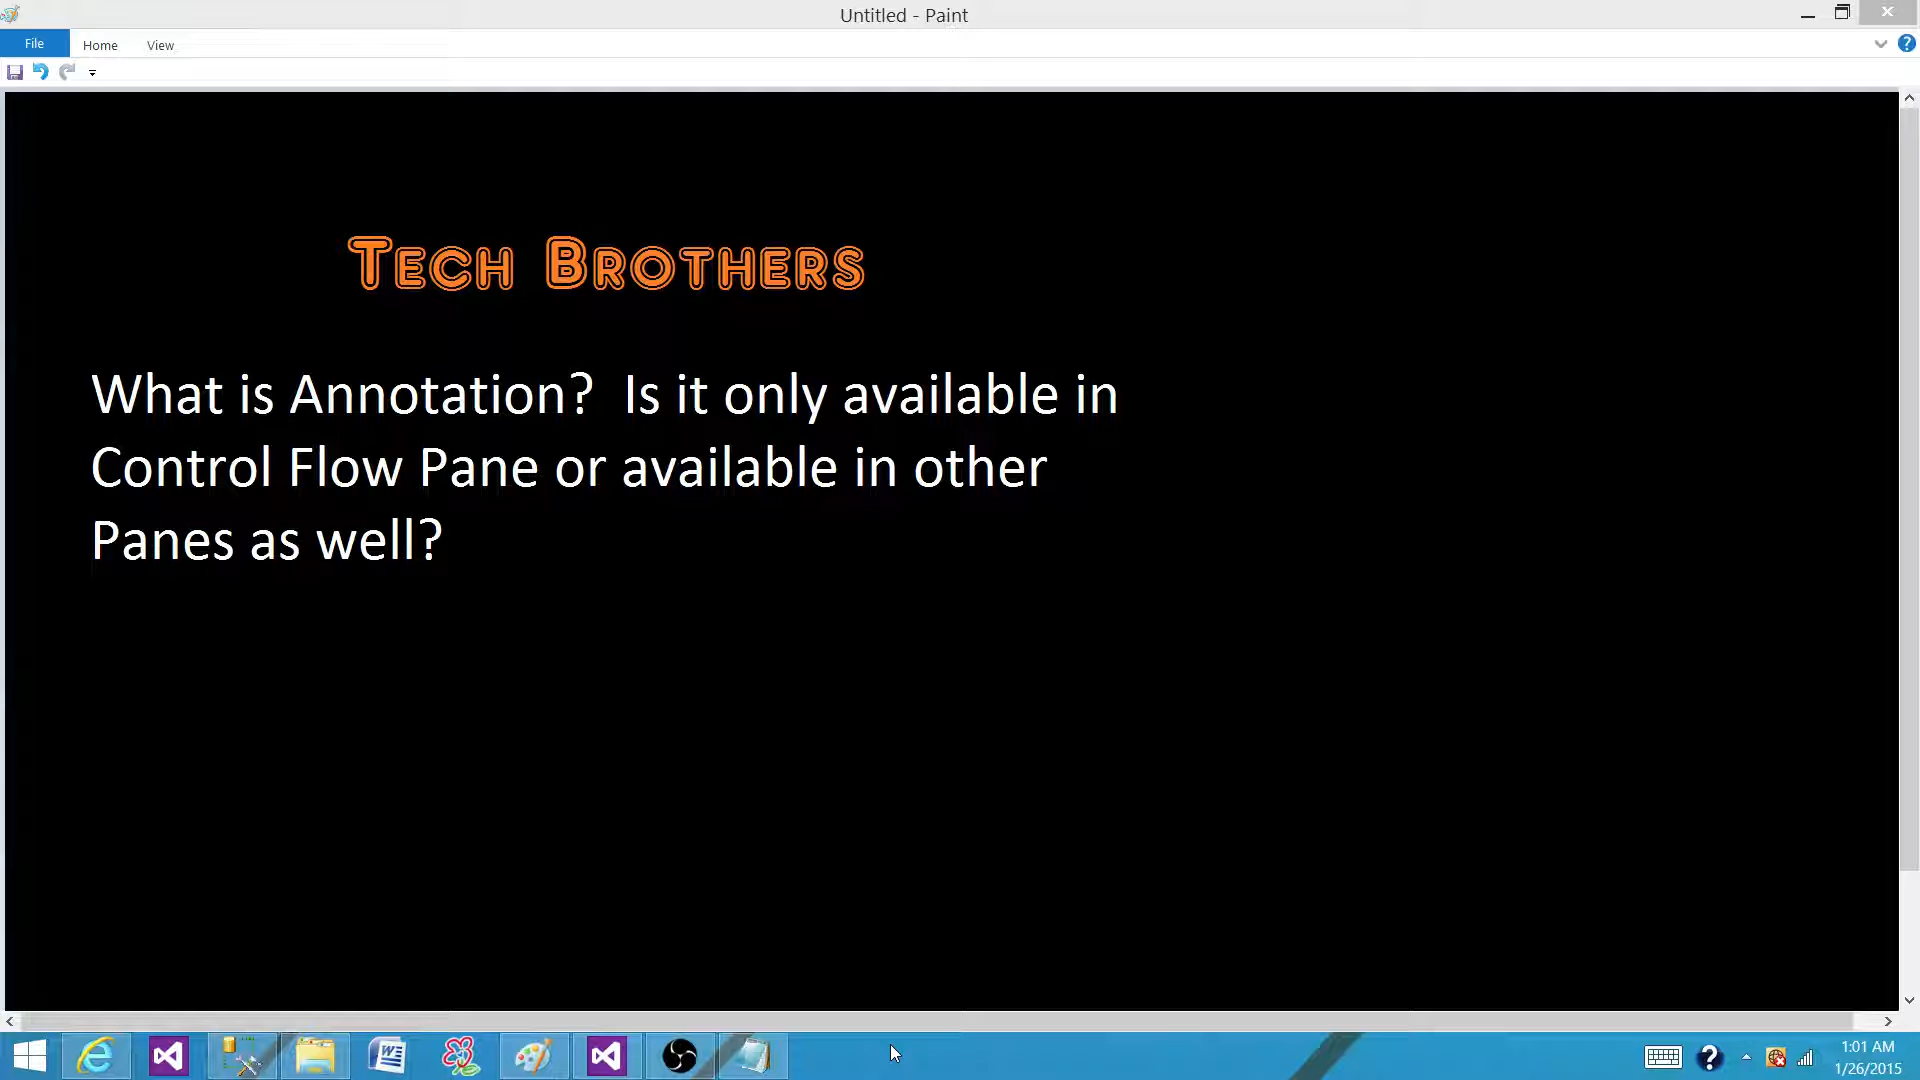 Untitled - Paint
File
Home
View
Tech Brothers
What is Annotation?  Is it only available in
Control Flow Pane or available in other
Panes as well?
1:01 AM
1/26/2015